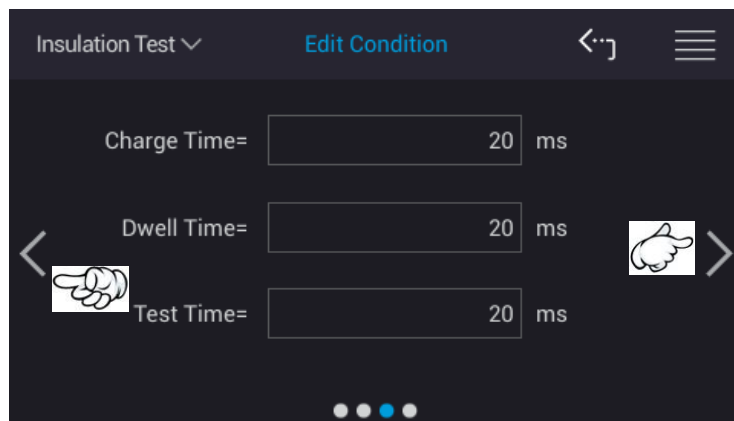 Insulation Test
Edit Condition
Charge Time= 20 ms
Dwell Time= 20 ms
Test Time= 20 ms